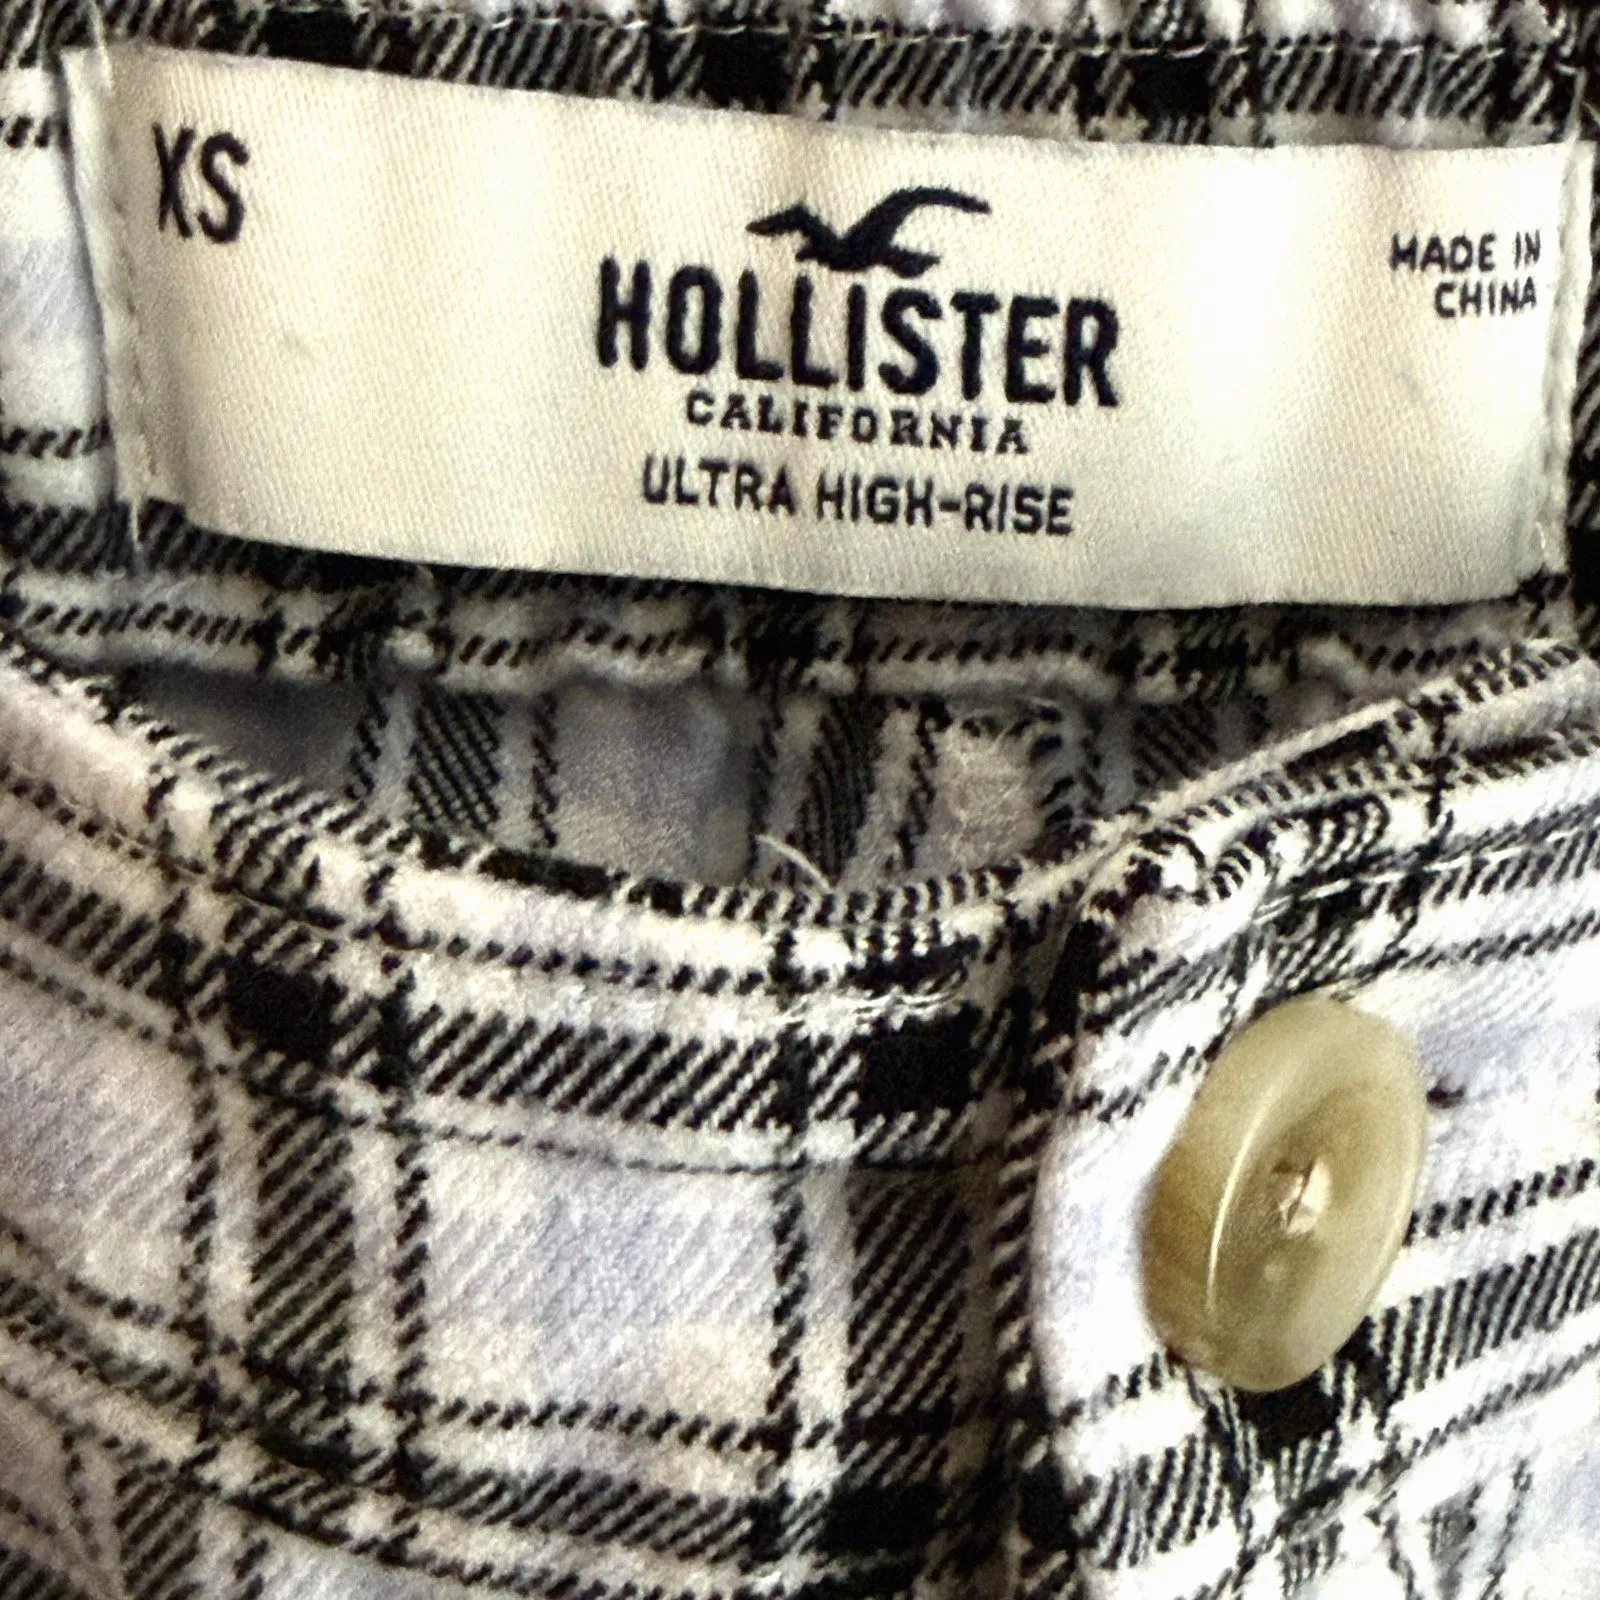 XS
HOLLISTER
CALIFORNIA
ULTRA HIGH-RISE
MADE IN
CHINA